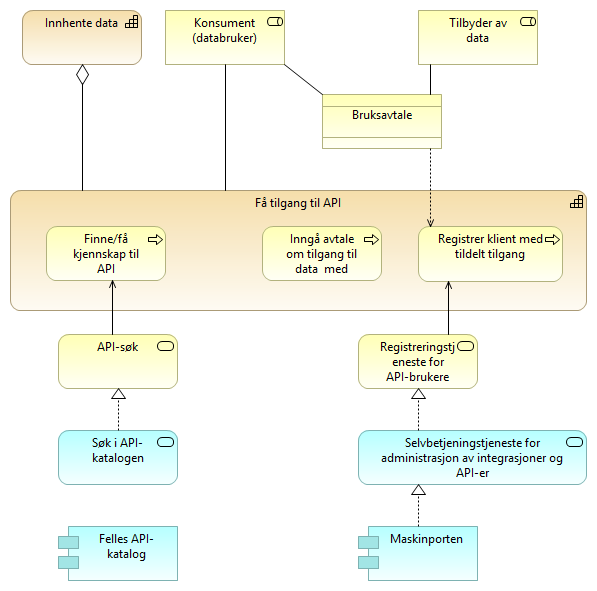 Innhente data
Konsument
(databruker)
Tilbyder av
data
Bruksavtale
Få tilgang til API
Finne/få
kjennskap til
API
Inngå avtale
om tilgang til
data med
Registrer klient med
tildelt tilgang
API-søk
Registreringstj
eneste for
API-brukere
Søk i API-
katalogen
Selvbetjeningstjeneste for
administrasjon av integrasjoner og
API-er
Felles API-
katalog
Maskinporten